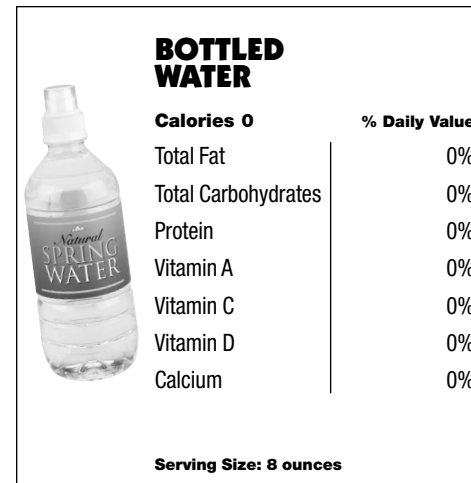 BOTTLED
WATER
Calories 0 % Daily Value
Total Fat 0%
Total Carbohydrates 0%
Protein 0%
Vitamin A 0%
Vitamin C 0%
Vitamin D 0%
Calcium 0%
Serving Size: 8 ounces
Natural
SPRING
WATER